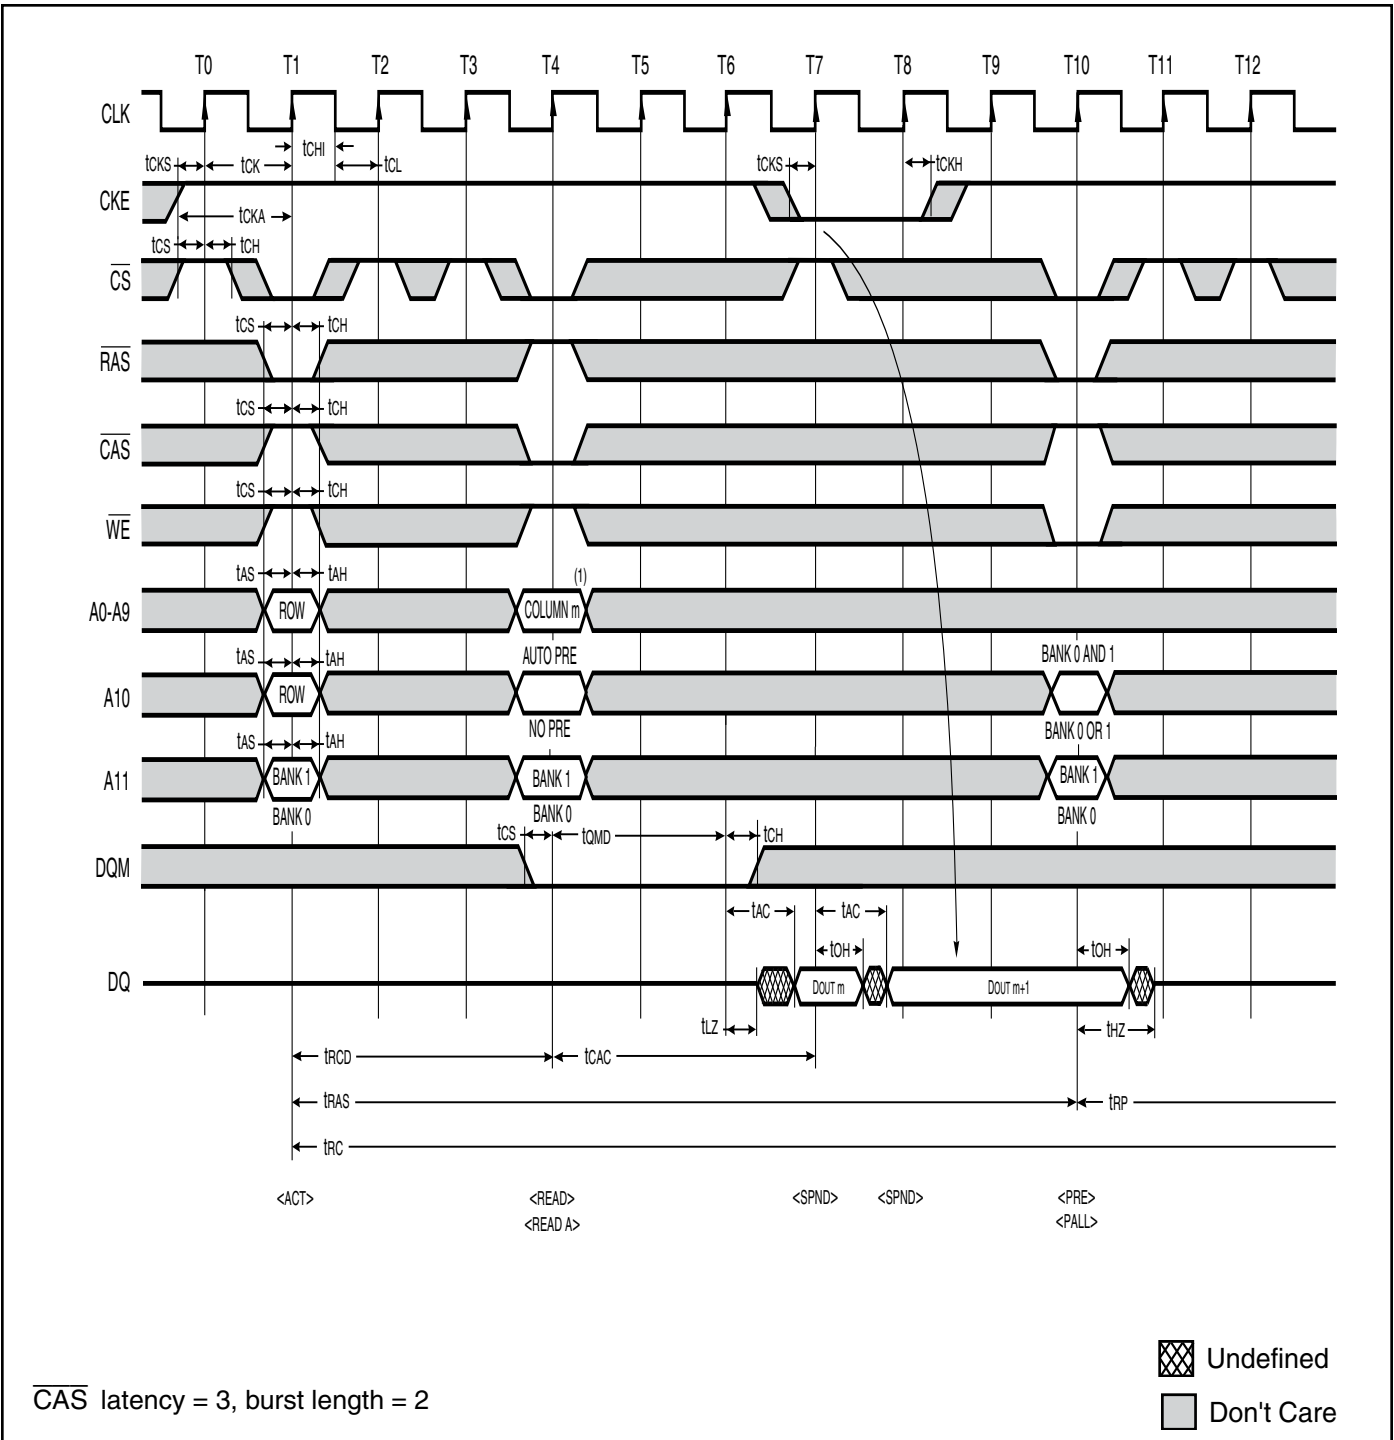 T0 T1 T2 T3 T4 T5 T6 T7 T8 T9 T10 T11 T12
CLK
tCHI
tCKS tCK tCL tCKS tCKH
CKE
tCKA
tCS tCH
CS
tCS tCH
RAS
tCS tCH
CAS
tCS tCH
WE
tAS tAH (1)
A0-A9 ROW COLUMN m
tAS tAH AUTO PRE BANK 0 AND 1
A10 ROW
NO PRE BANK 0 OR 1
tAS tAH
A11 BANK 1 BANK 1 BANK 1
BANK 0 BANK 0 BANK 0
tCS tQMD tCH
DQM
tAC tAC
tOH tOH
DQ DOUT m DOUT m+1
tLZ tHZ
tRCD tCAC
tRAS tRP
tRC
<ACT> <READ> <SPND> <SPND> <PRE>
<READ A> <PALL>
Undefined
CAS latency = 3, burst length = 2
Don't Care